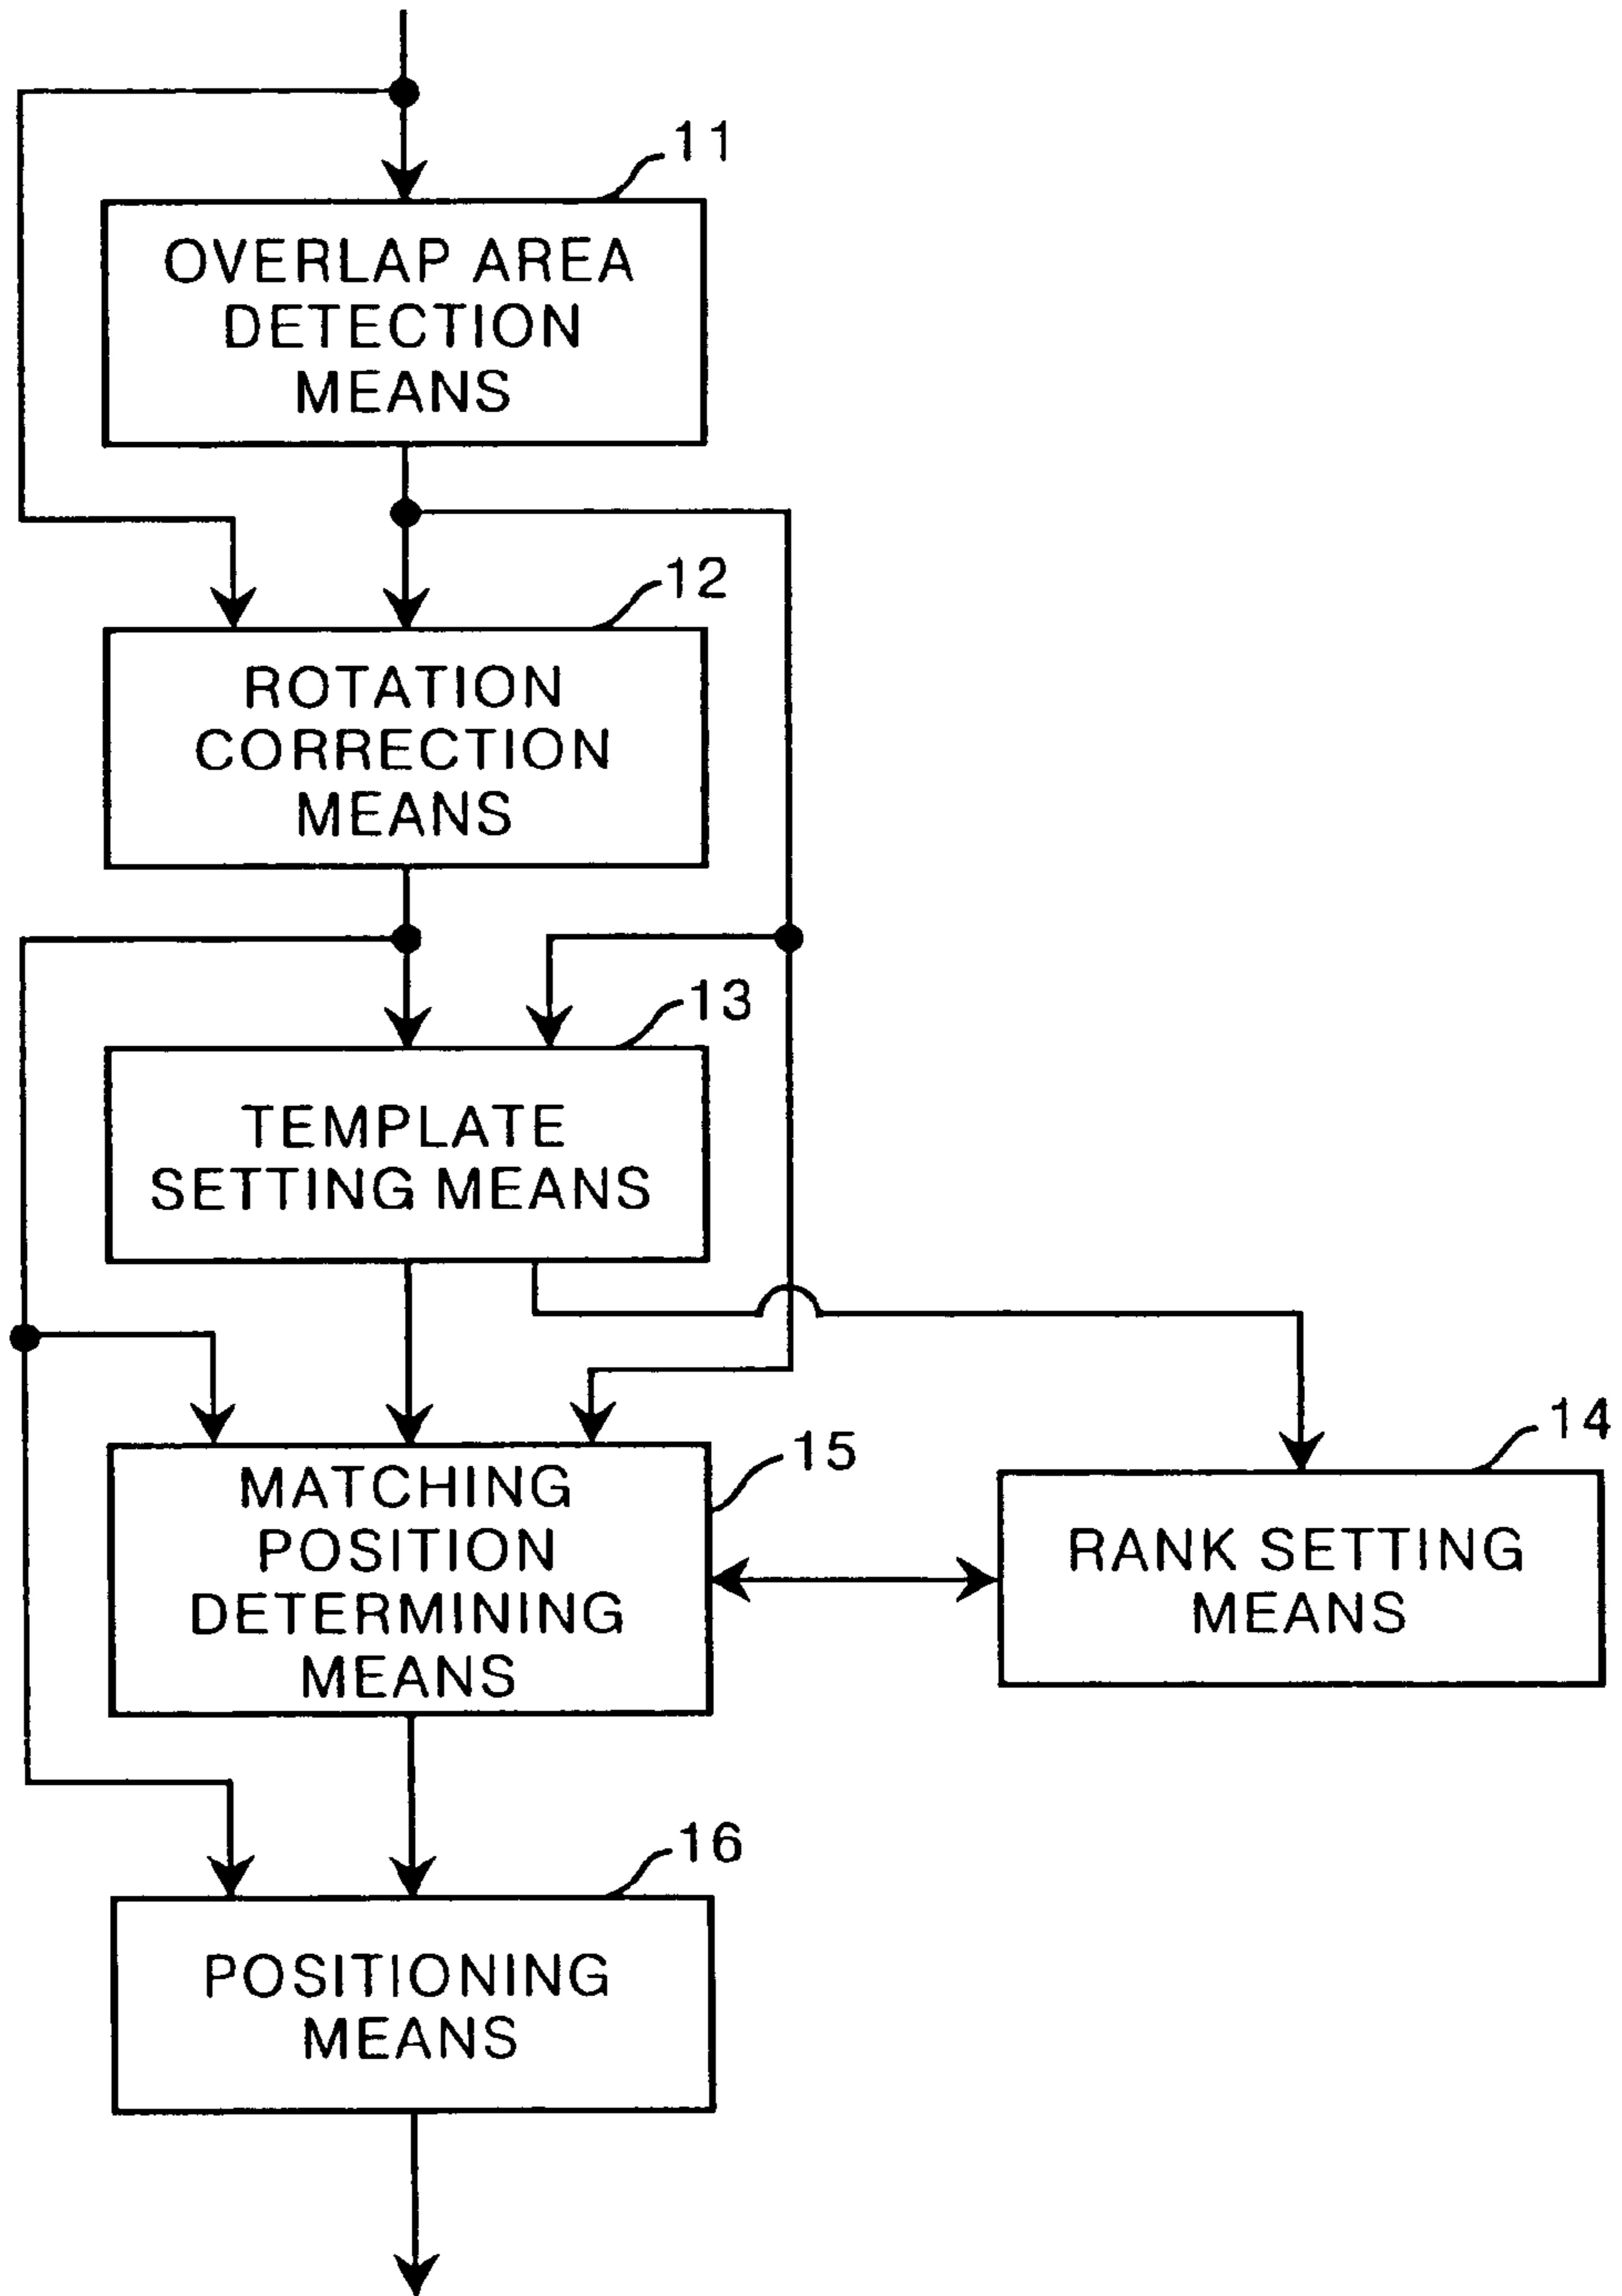 11
OVERLAP AREA
DETECTION
MEANS
12
ROTATION
CORRECTION
MEANS
13
TEMPLATE
SETTING MEANS
15
MATCHING
POSITION
DETERMINING
MEANS
14
RANK SETTING
MEANS
16
POSITIONING
MEANS